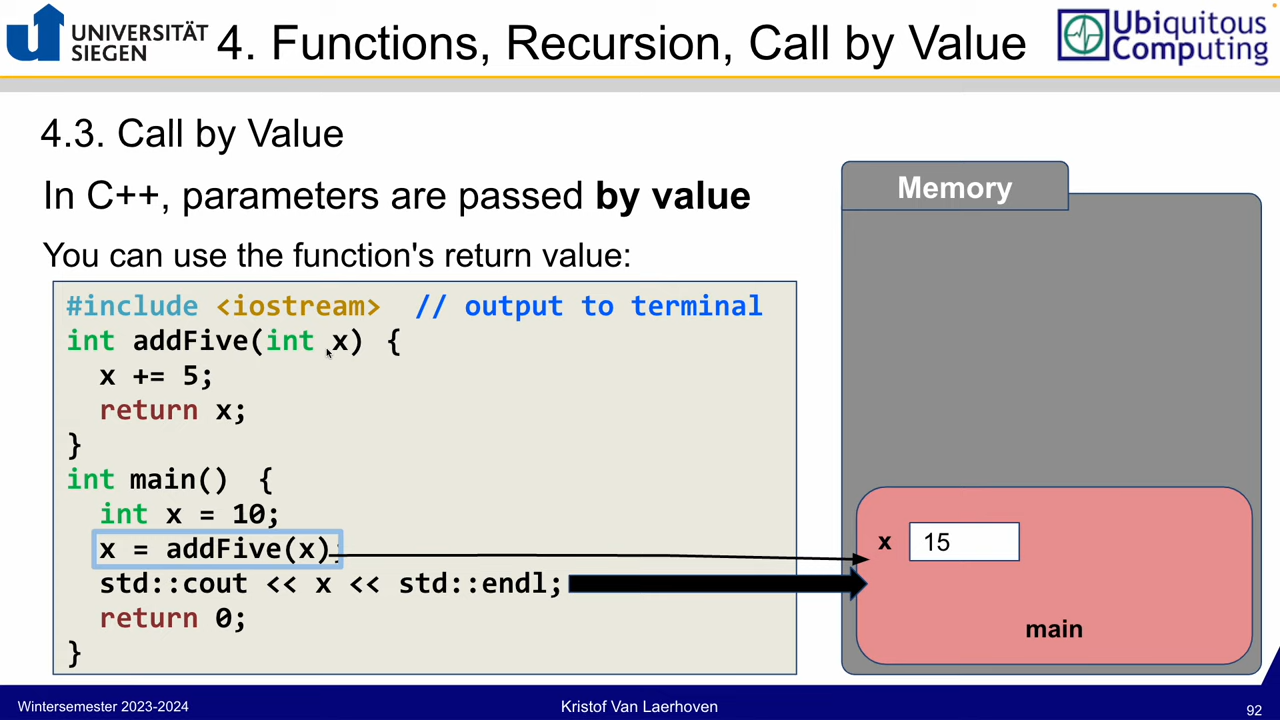 UNIVERSITÄT
SIEGEN
4. Functions, Recursion, Call by Value
Ubiquitous
Computing
4.3. Call by Value
In C++, parameters are passed by value
You can use the function's return value:
#include <iostream>  // output to terminal
int addFive(int x) {
  x += 5;
  return x;
}
int main() {
  int x = 10;
  x = addFive(x);
  std::cout << x << std::endl;
  return 0;
}
Memory
x 15
main
Wintersemester 2023-2024
Kristof Van Laerhoven
92